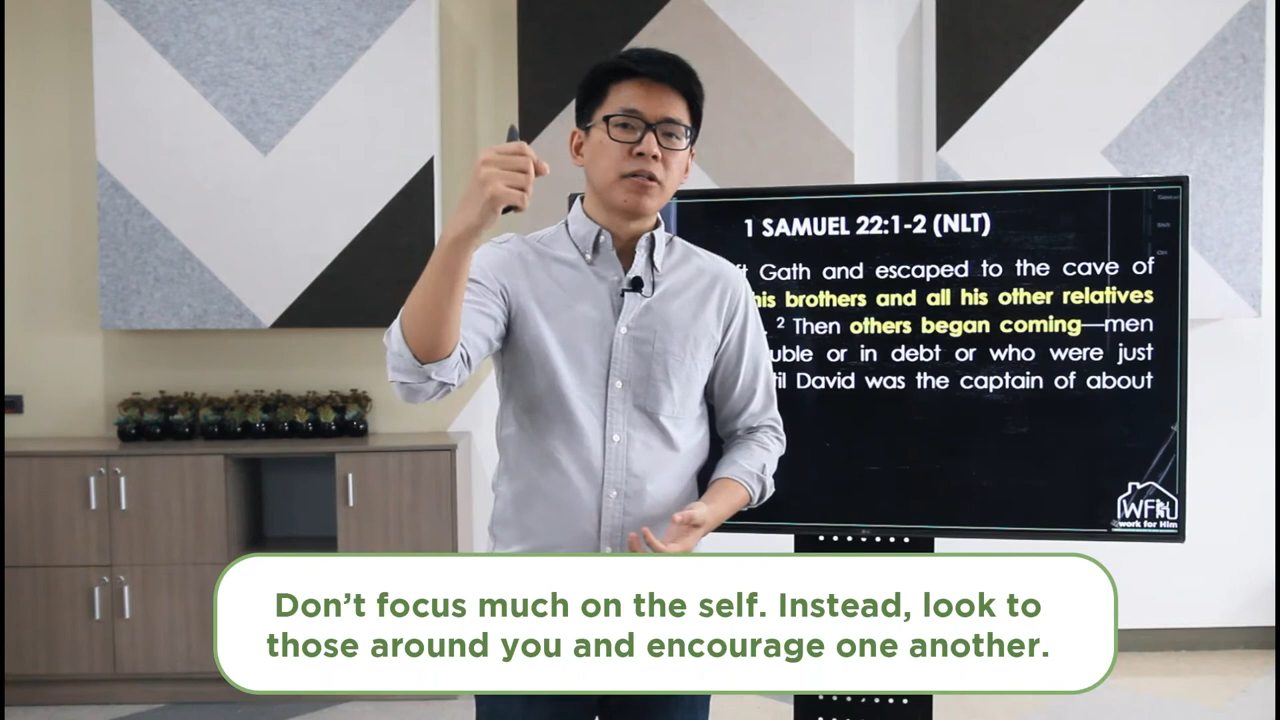 1 SAMUEL 22:1-2 (NLT)
Gath and escaped to the cave of
his brothers and all his other relatives
. ² Then others began coming—men
or in debt or who were just
David was the captain of about
WFH
work for Him
Don’t focus much on the self. Instead, look to
those around you and encourage one another.